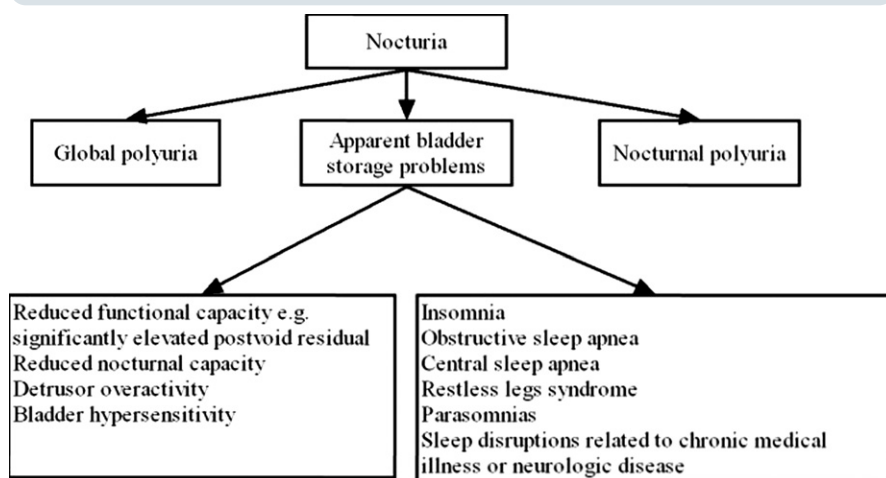 Nocturia
Global polyuria
Apparent bladder
storage problems
Nocturnal polyuria
Reduced functional capacity e.g.
significantly elevated postvoid residual
Reduced nocturnal capacity
Detrusor overactivity
Bladder hypersensitivity
Insomnia
Obstructive sleep apnea
Central sleep apnea
Restless legs syndrome
Parasomnias
Sleep disruptions related to chronic medical
illness or neurologic disease